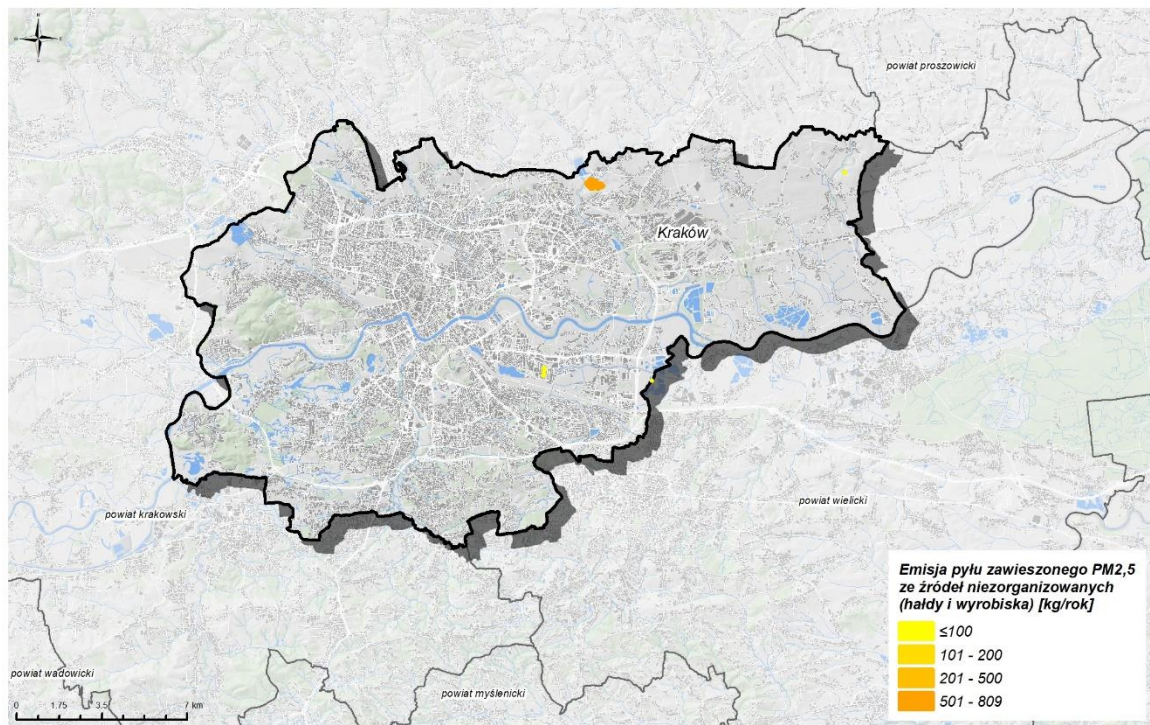 powiat proszowicki
Kraków
powiat krakowski
powiat wielicki
powiat wadowicki
powiat myślenicki
Emisja pyłu zawieszonego PM2,5
ze źródeł niezorganizowanych
(hałdy i wyrobiska) [kg/rok]
≤100
101 - 200
201 - 500
501 - 809
0 1.75 3.5 7 km